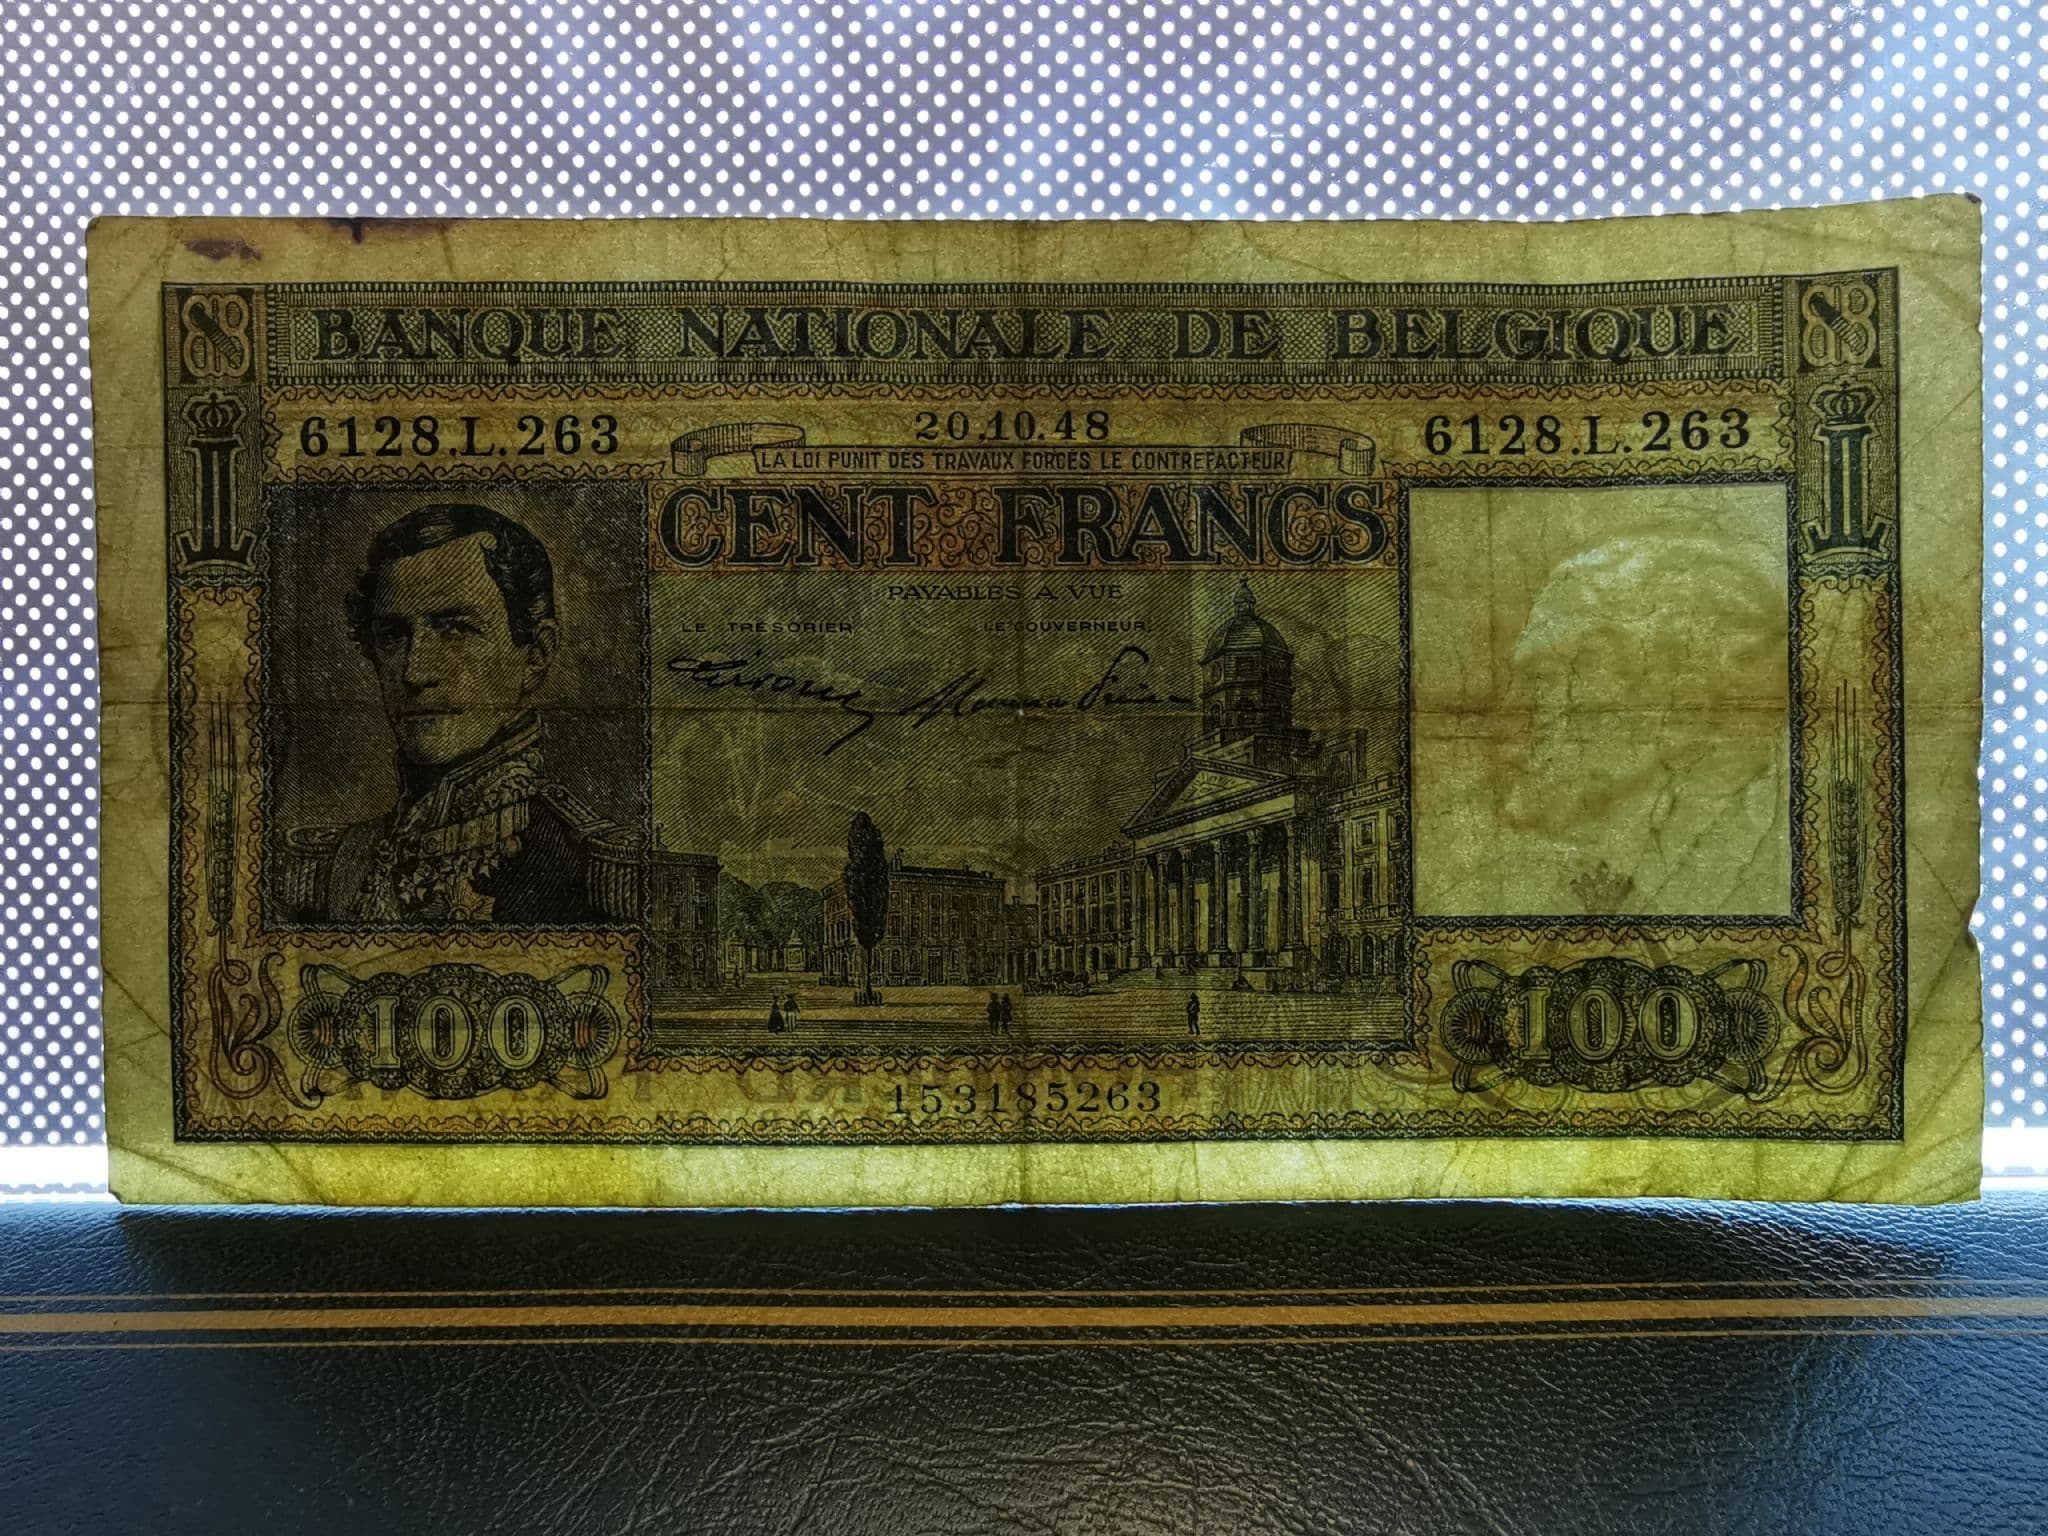 BANQUE NATIONALE DE BELGIQUE
6128.L.263 20.10.48 6128.L.263
LA LOI PUNIT DES TRAVAUX FORCÉS LE CONTREFACTEUR
CENT FRANCS
PAYABLES A VUE
LE TRÉSORIER LE GOUVERNEUR,
100 100
153185263